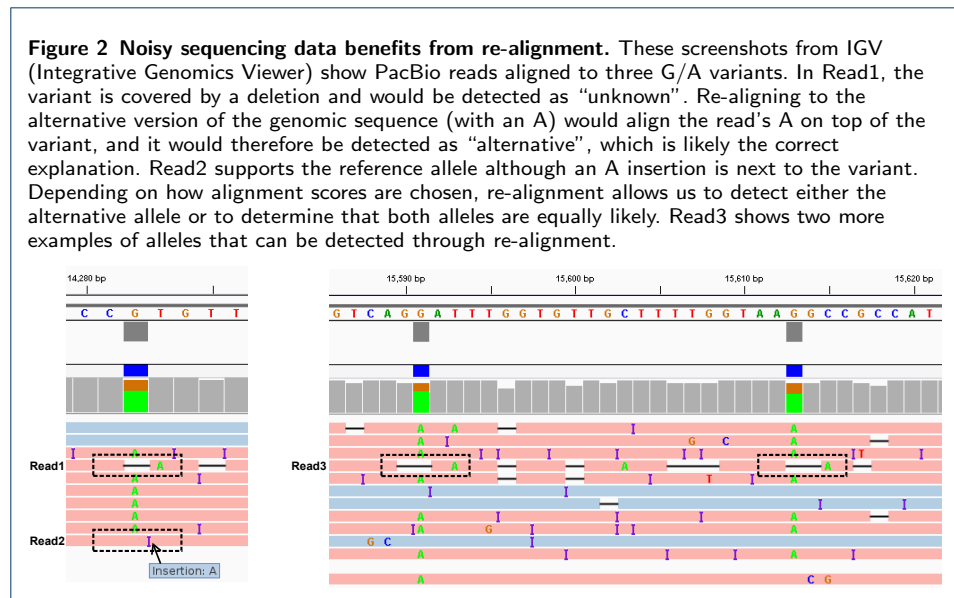 Figure 2 Noisy sequencing data benefits from re-alignment. These screenshots from IGV
(Integrative Genomics Viewer) show PacBio reads aligned to three G/A variants. In Read1, the
variant is covered by a deletion and would be detected as “unknown”. Re-aligning to the
alternative version of the genomic sequence (with an A) would align the read’s A on top of the
variant, and it would therefore be detected as “alternative”, which is likely the correct
explanation. Read2 supports the reference allele although an A insertion is next to the variant.
Depending on how alignment scores are chosen, re-alignment allows us to detect either the
alternative allele or to determine that both alleles are equally likely. Read3 shows two more
examples of alleles that can be detected through re-alignment.
14,280 bp 15,590 bp 15,600 bp 15,610 bp 15,620 bp
C C G T G T T G T C A G G A T T T G G T G T T G C T T T T G G T A A G G C C G C C A T
A A I A
A I G C A
I A I I A I I I I A I T I
Read1 A Read3 A A A
A I I A I I T I A
A I I
A I I
A A I I I A
A I I A G I I I A
Read2 I G C I
A I I I A I
Insertion: A
A C G